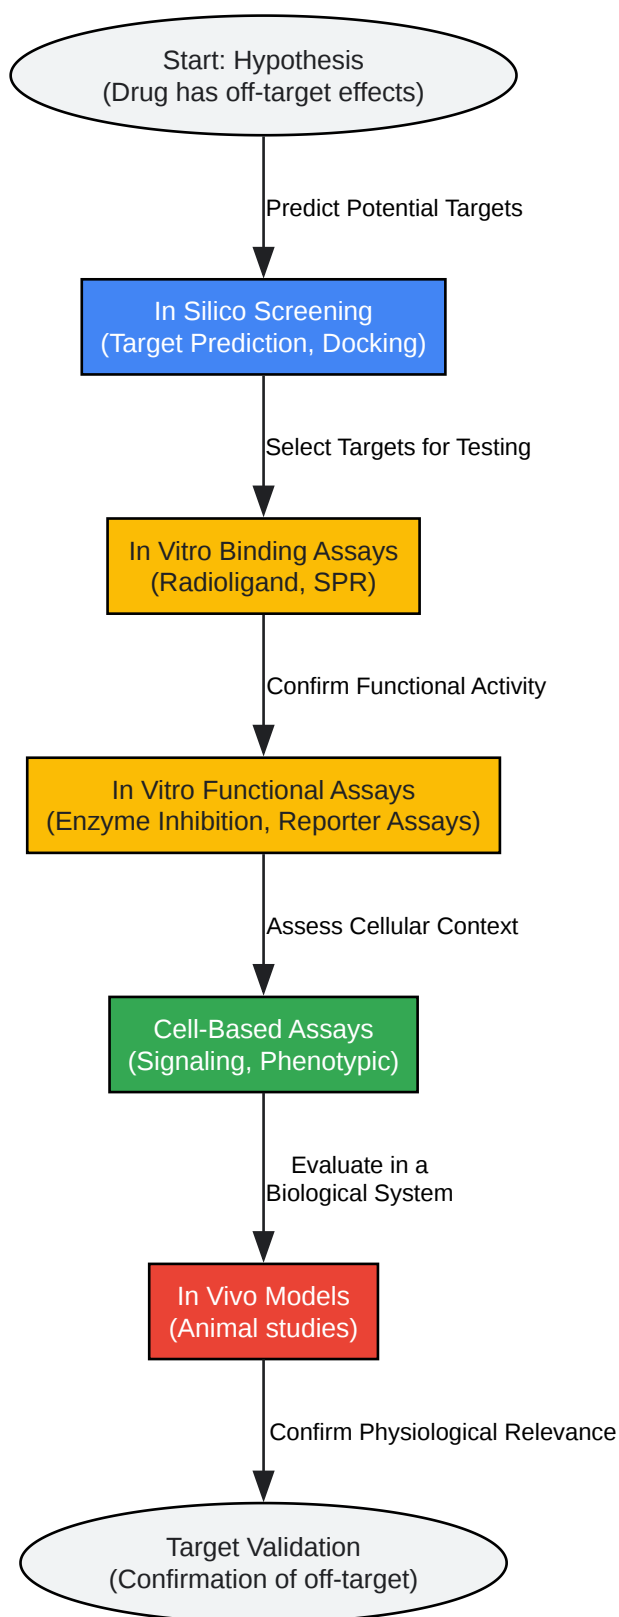 Start: Hypothesis
(Drug has off-target effects)
Predict Potential Targets
In Silico Screening
(Target Prediction, Docking)
Select Targets for Testing
In Vitro Binding Assays
(Radioligand, SPR)
Confirm Functional Activity
In Vitro Functional Assays
(Enzyme Inhibition, Reporter Assays)
Assess Cellular Context
Cell-Based Assays
(Signaling, Phenotypic)
Evaluate in a
Biological System
In Vivo Models
(Animal studies)
Confirm Physiological Relevance
Target Validation
(Confirmation of off-target)